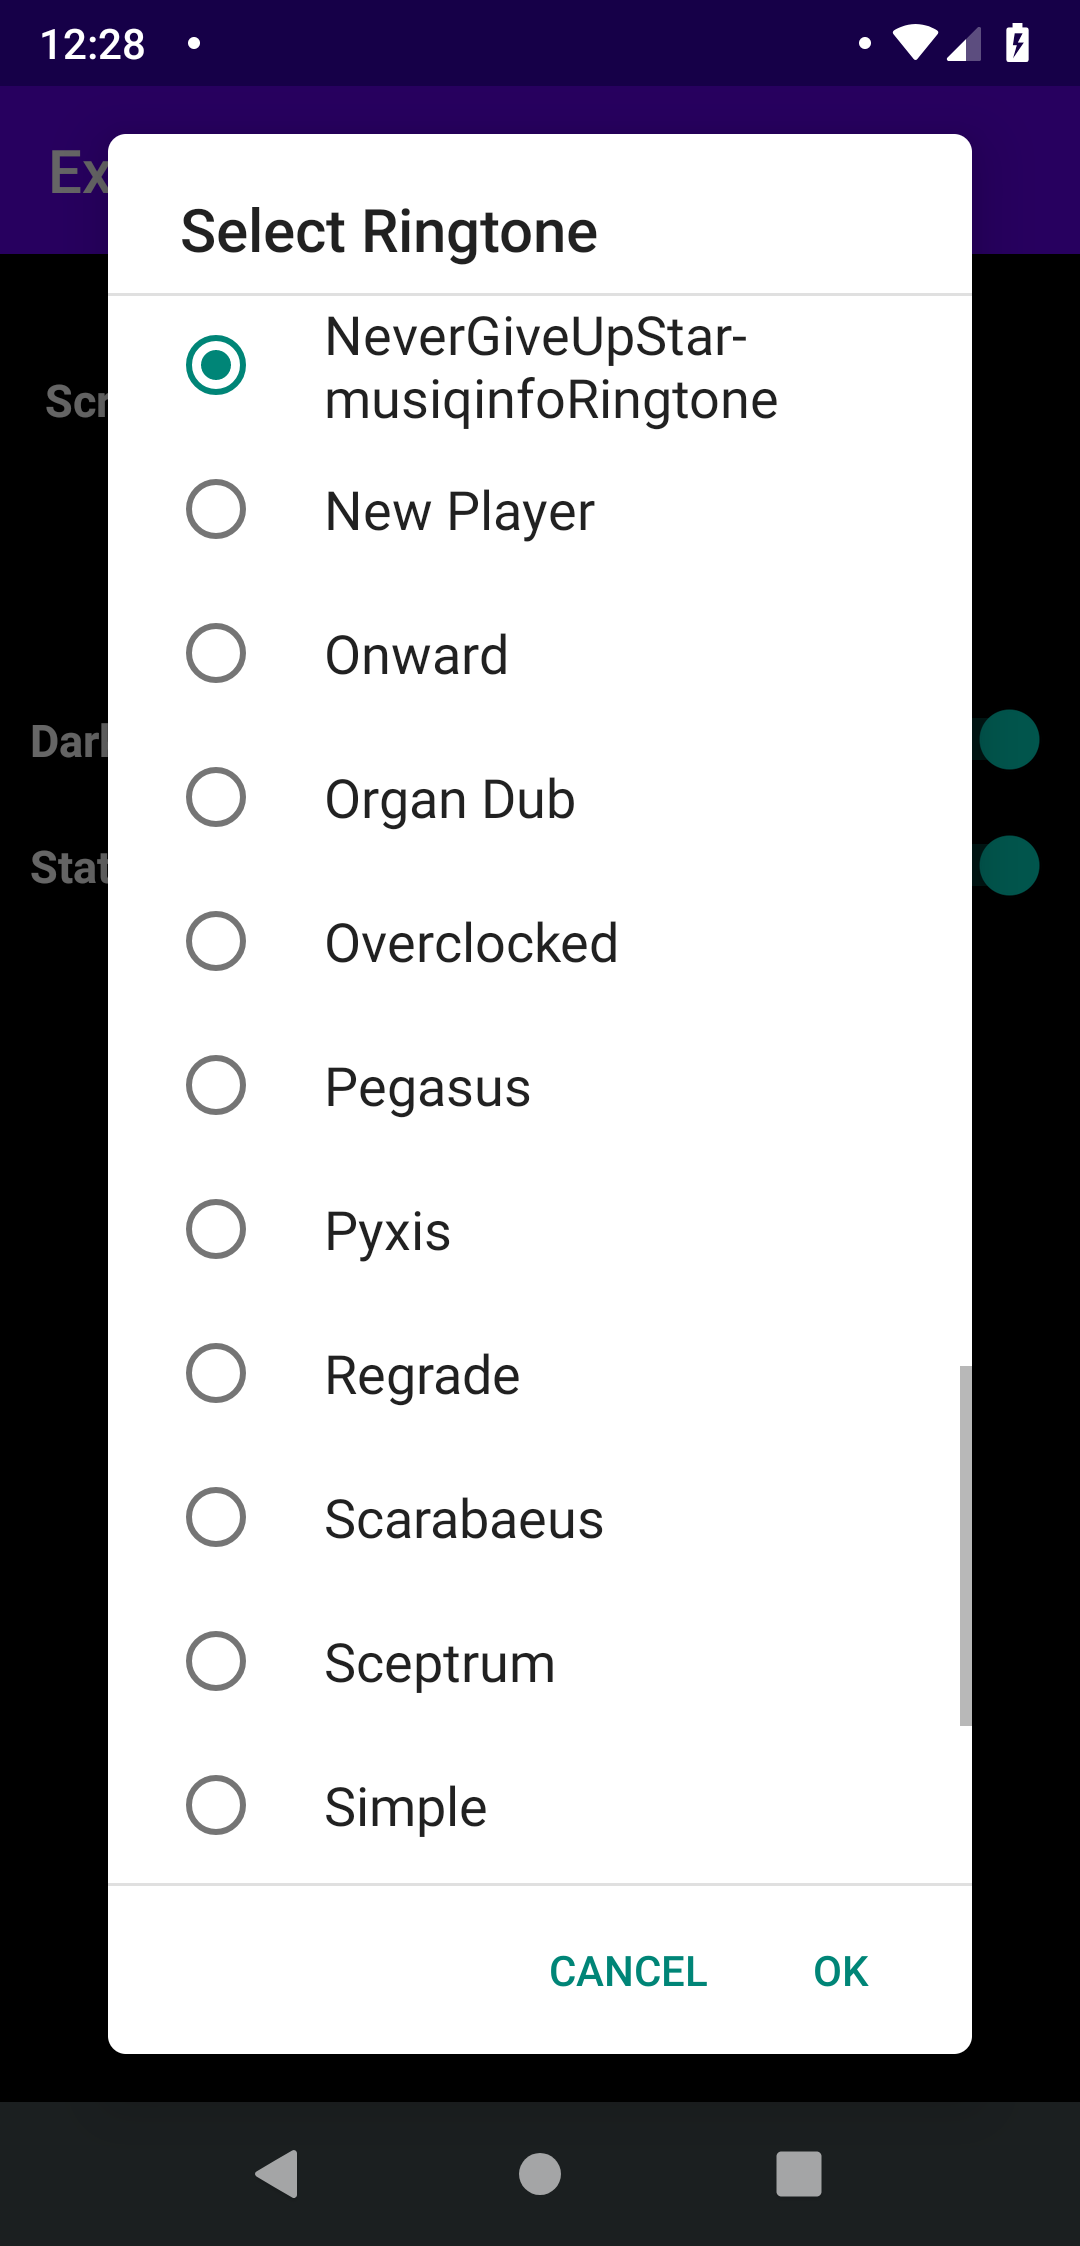 12:28
Ex
Select Ringtone
NeverGiveUpStar-
musiqinfoRingtone
Scr
New Player
Onward
Dark
Organ Dub
Stat
Overclocked
Pegasus
Pyxis
Regrade
Scarabaeus
Sceptrum
Simple
CANCEL
OK